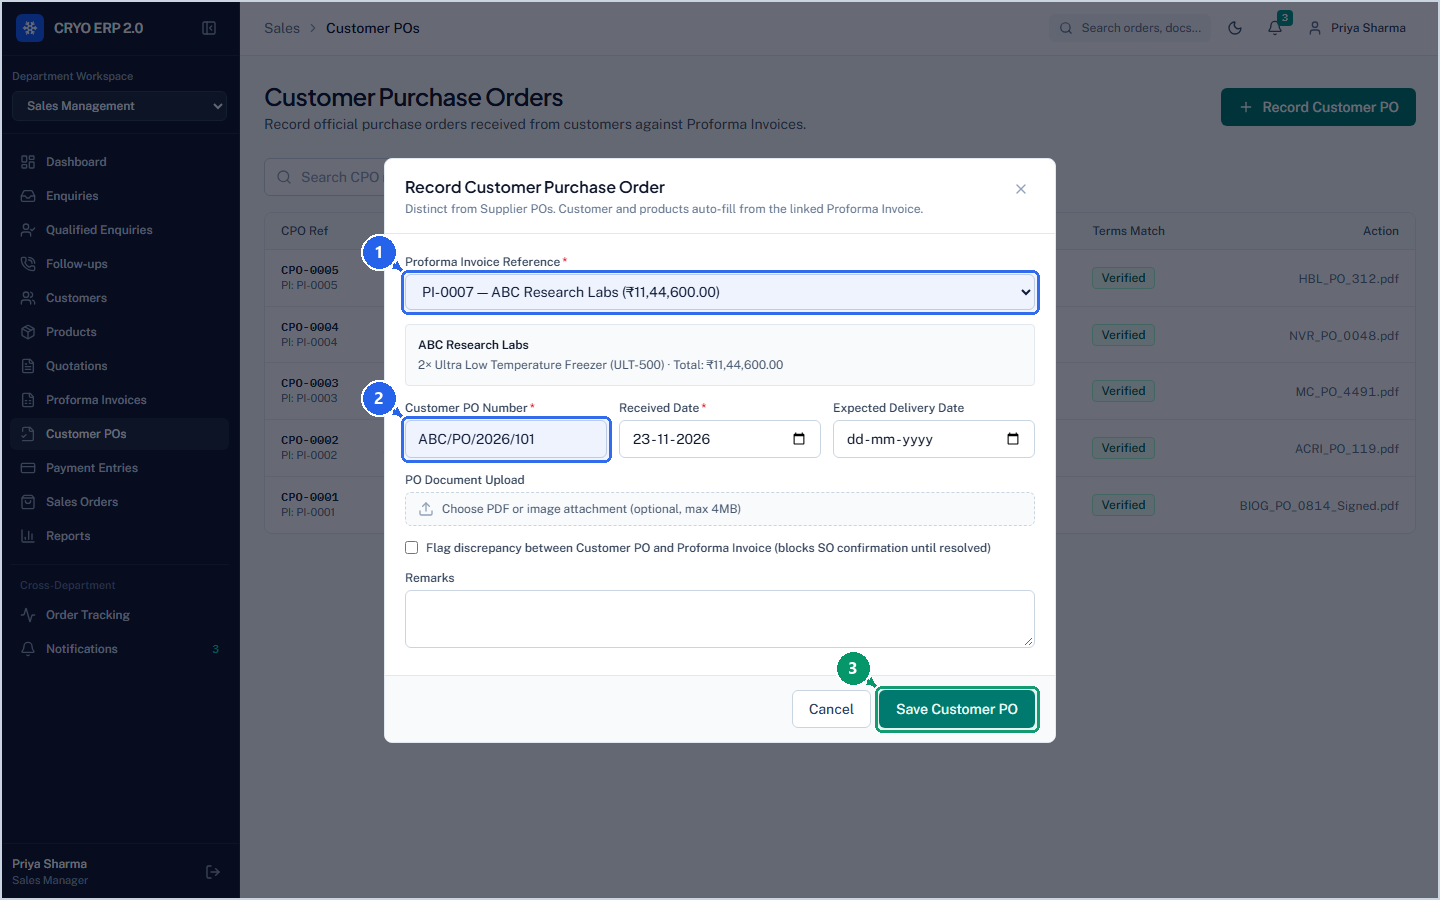 CRYO ERP 2.0
Department Workspace
Sales Management
Dashboard
Enquiries
Qualified Enquiries
Follow-ups
Customers
Products
Quotations
Proforma Invoices
Customer POs
Payment Entries
Sales Orders
Reports
Cross-Department
Order Tracking
Notifications 3
Priya Sharma
Sales Manager
Sales > Customer POs
Search orders, docs...
3
Priya Sharma
Customer Purchase Orders
Record official purchase orders received from customers against Proforma Invoices.
+ Record Customer PO
Search CPO
CPO Ref Terms Match Action
CPO-0005
PI: PI-0005
Verified HBL_PO_312.pdf
CPO-0004
PI: PI-0004
Verified NVR_PO_0048.pdf
CPO-0003
PI: PI-0003
Verified MC_PO_4491.pdf
CPO-0002
PI: PI-0002
Verified ACRI_PO_119.pdf
CPO-0001
PI: PI-0001
Verified BIOG_PO_0814_Signed.pdf
Record Customer Purchase Order
Distinct from Supplier POs. Customer and products auto-fill from the linked Proforma Invoice.
1
Proforma Invoice Reference *
PI-0007 — ABC Research Labs (₹11,44,600.00)
ABC Research Labs
2× Ultra Low Temperature Freezer (ULT-500) · Total: ₹11,44,600.00
2
Customer PO Number * Received Date * Expected Delivery Date
ABC/PO/2026/101 23-11-2026 dd-mm-yyyy
PO Document Upload
Choose PDF or image attachment (optional, max 4MB)
Flag discrepancy between Customer PO and Proforma Invoice (blocks SO confirmation until resolved)
Remarks
3
Cancel Save Customer PO